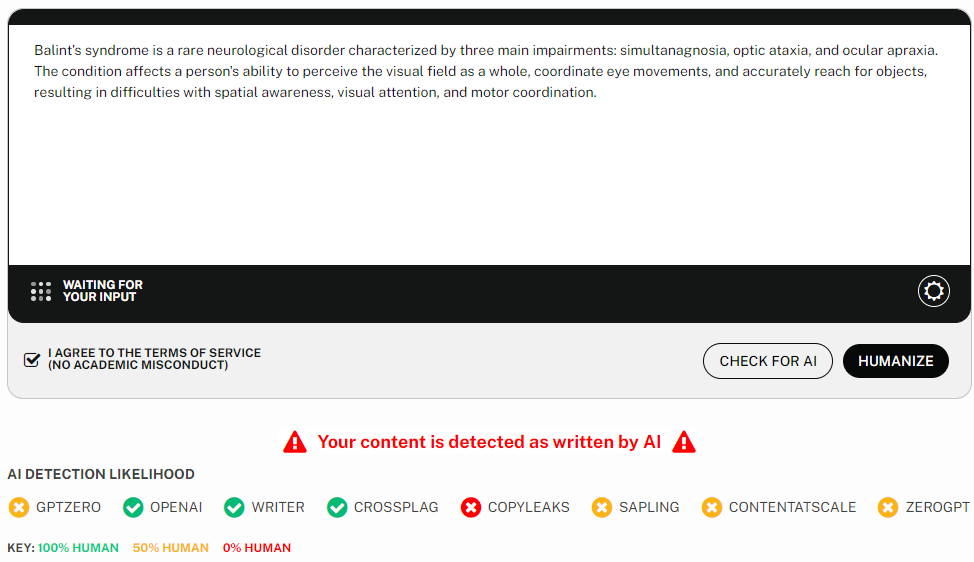 Balint's syndrome is a rare neurological disorder characterized by three main impairments: simultanagnosia, optic ataxia, and ocular apraxia.
The condition affects a person's ability to perceive the visual field as a whole, coordinate eye movements, and accurately reach for objects,
resulting in difficulties with spatial awareness, visual attention, and motor coordination.
WAITING FOR
YOUR INPUT
I AGREE TO THE TERMS OF SERVICE
(NO ACADEMIC MISCONDUCT)
CHECK FOR AI
HUMANIZE
Your content is detected as written by AI
AI DETECTION LIKELIHOOD
GPTZERO OPENAI WRITER CROSSPLAG COPYLEAKS SAPLING CONTENTATSCALE ZEROGPT
KEY: 100% HUMAN 50% HUMAN 0% HUMAN